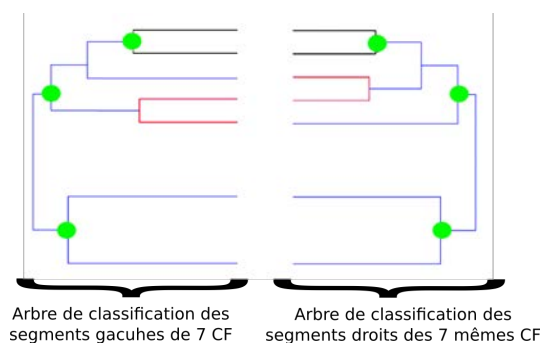 Arbre de classification des
segments gacuhes de 7 CF
Arbre de classification des
segments droits des 7 mêmes CF